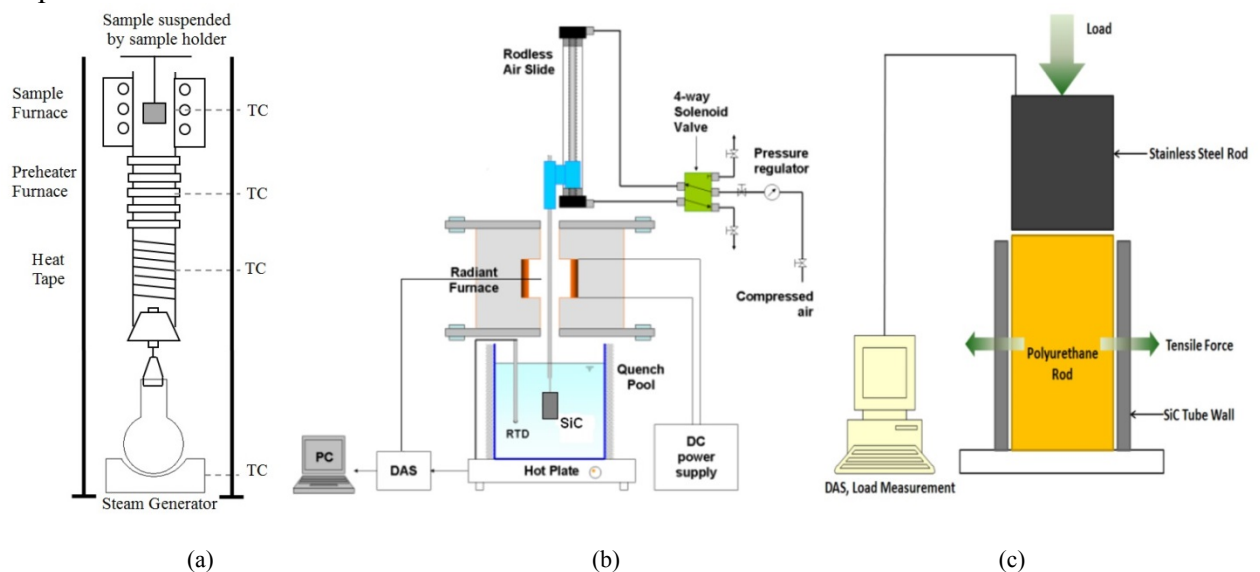 Sample suspended
by sample holder
Sample
Furnace
TC
Preheater
Furnace
TC
Heat
Tape
TC
TC
Steam Generator
(a)
Rodless
Air Slide
4-way
Solenoid
Valve
Pressure
regulator
Radiant
Furnace
Compressed
air
Quench
Pool
SiC
RTD
PC
DAS
Hot Plate
DC
power
supply
(b)
Load
Stainless Steel Rod
Tensile Force
Polyurethane
Rod
SiC Tube Wall
DAS, Load Measurement
(c)